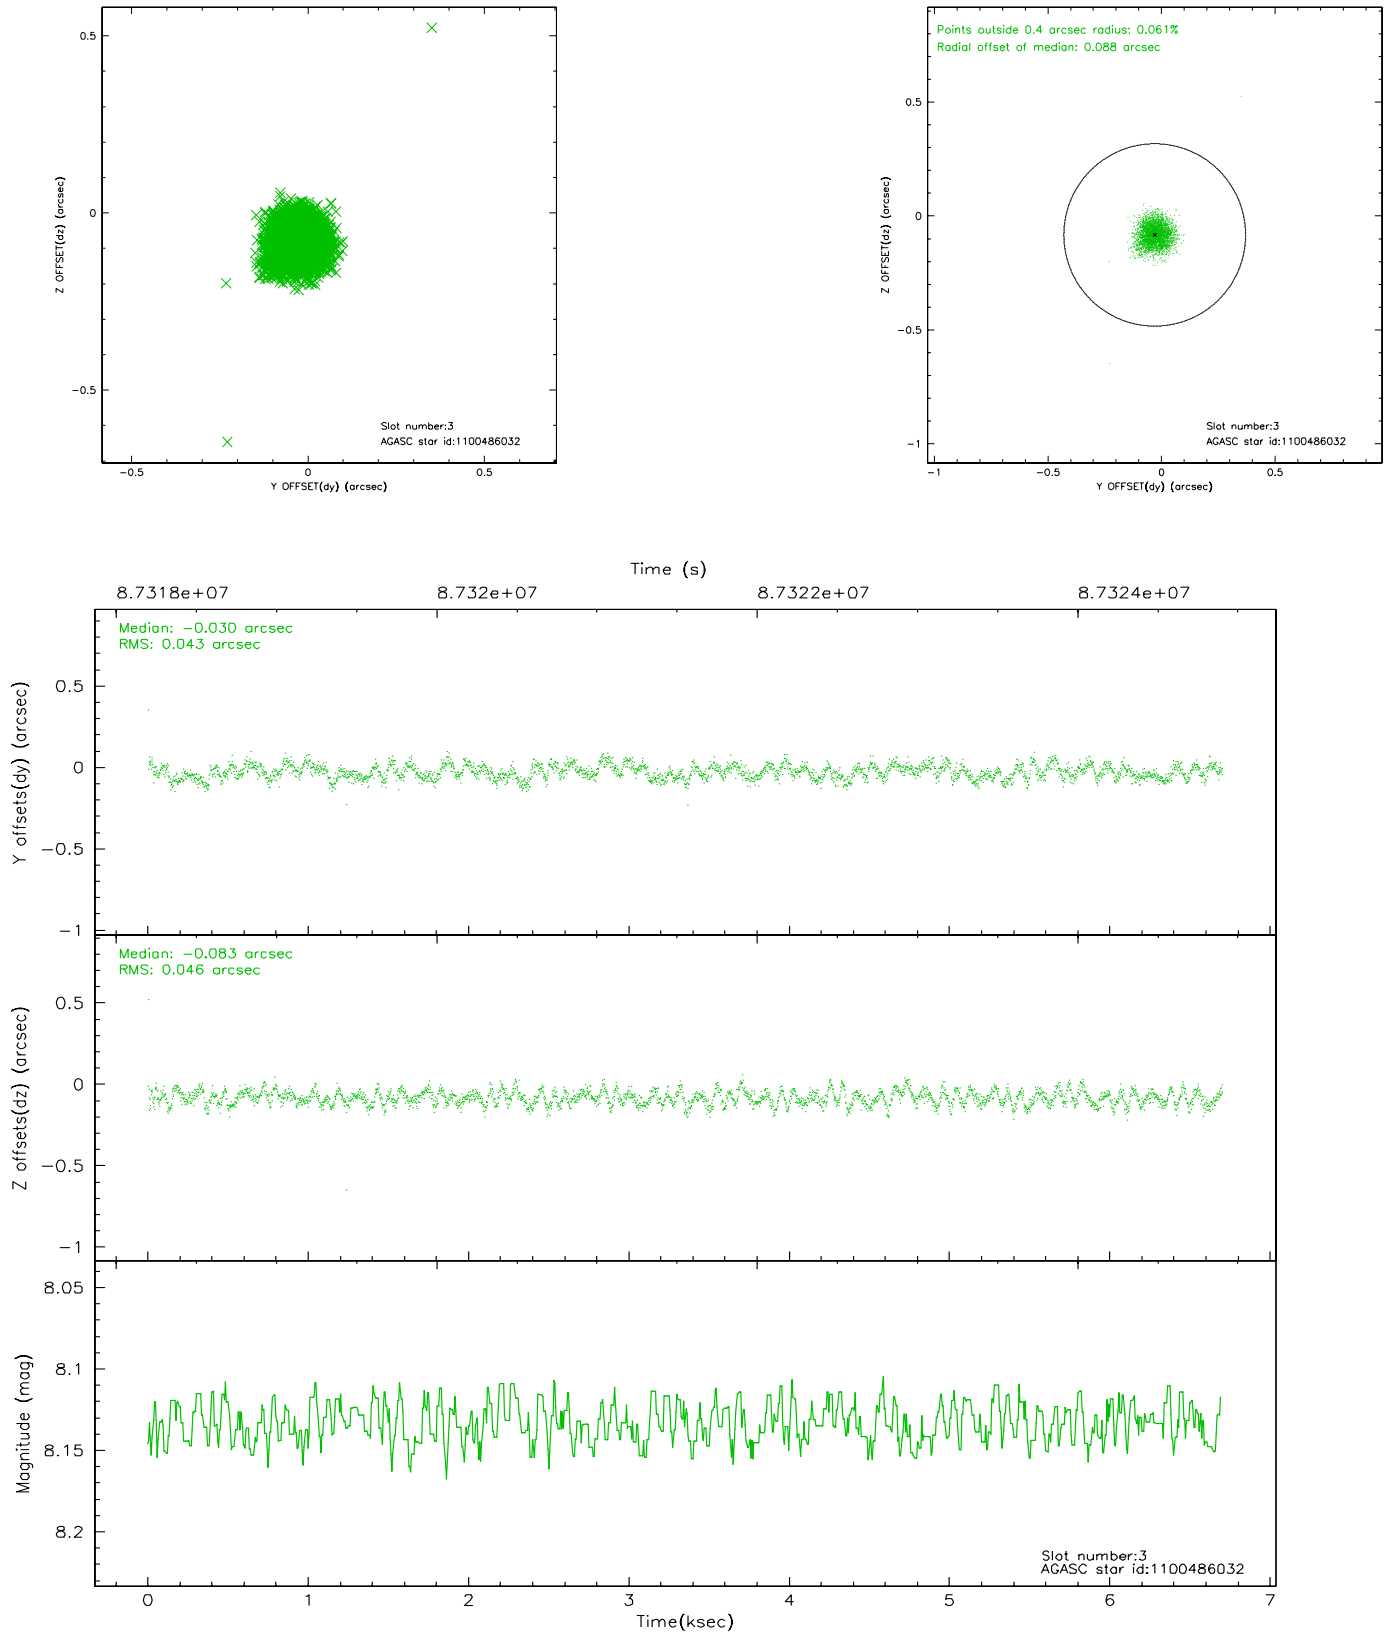 0.5
0
-0.5
-0.5
0
0.5
Z OFFSET(dz) (arcsec)
Y OFFSET(dy) (arcsec)
Slot number:3
AGASC star id:1100486032
Points outside 0.4 arcsec radius: 0.061%
Radial offset of median: 0.088 arcsec
0.5
0
-0.5
-1
-1
-0.5
0
0.5
Z OFFSET(dz) (arcsec)
Y OFFSET(dy) (arcsec)
Slot number:3
AGASC star id:1100486032
Time (s)
8.7318e+07
8.732e+07
8.7322e+07
8.7324e+07
Median: -0.030 arcsec
RMS: 0.043 arcsec
0.5
0
-0.5
-1
Y offsets(dy) (arcsec)
Median: -0.083 arcsec
RMS: 0.046 arcsec
0.5
0
-0.5
-1
Z offsets(dz) (arcsec)
8.05
8.1
8.15
8.2
Magnitude (mag)
Slot number:3
AGASC star id:1100486032
0
1
2
3
4
5
6
7
Time(ksec)